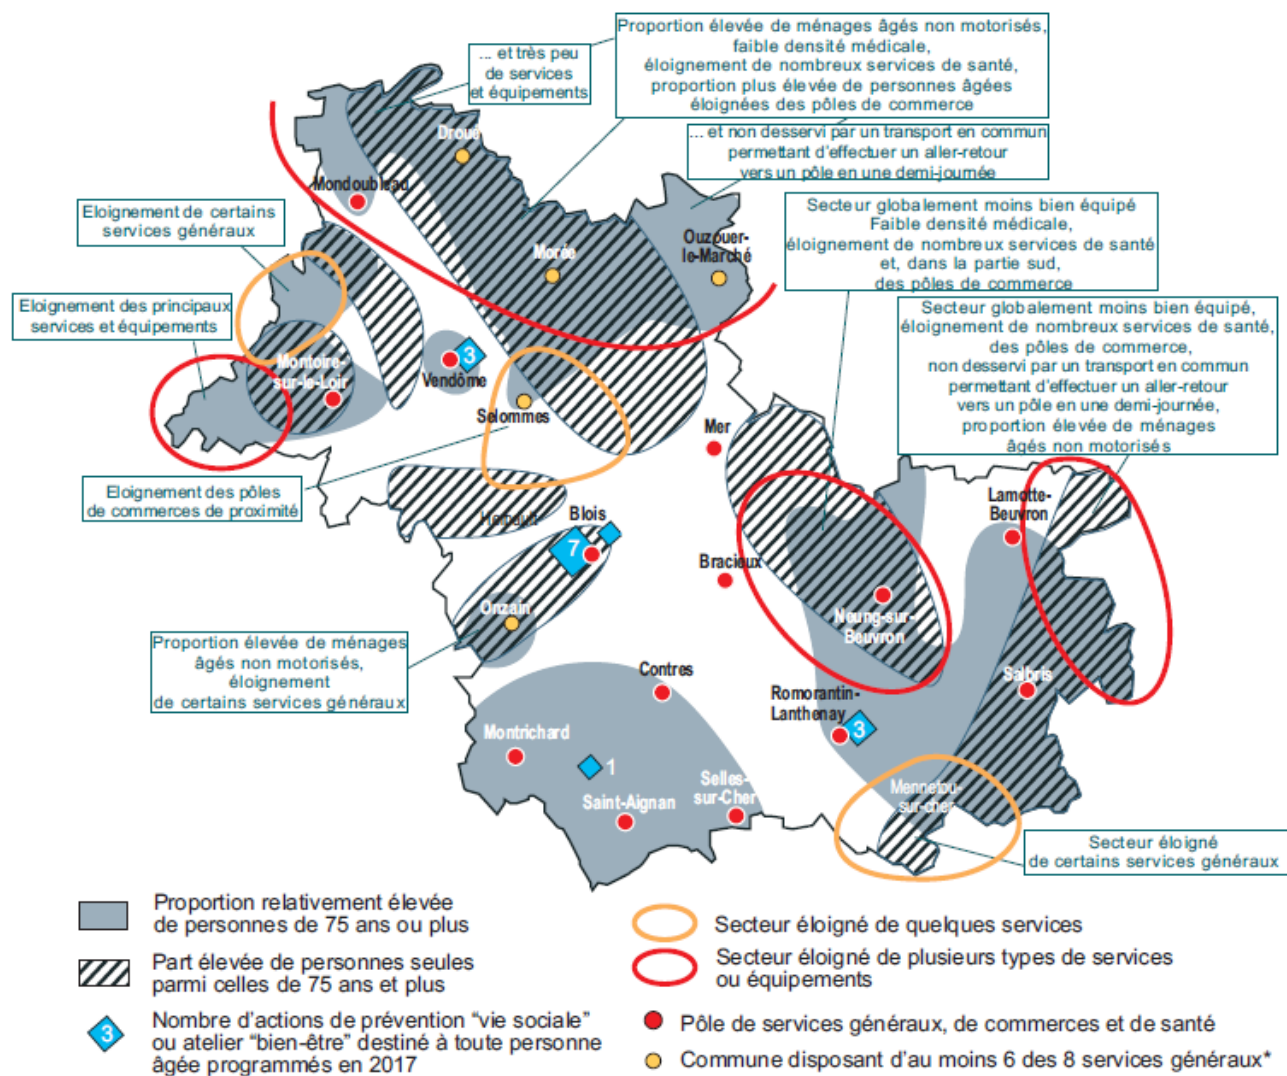 Proportion élevée de ménages âgés non motorisés,
faible densité médicale,
éloignement de nombreux services de santé,
proportion plus élevée de personnes âgées
éloignées des pôles de commerce
... et très peu
de services
et équipements
... et non desservi par un transport en commun
permettant d'effectuer un aller-retour
vers un pôle en une demi-journée
Secteur globalement moins bien équipé
Faible densité médicale,
éloignement de nombreux services de santé
et, dans la partie sud,
des pôles de commerce
Eloignement de certains
services généraux
Eloignement des principaux
services et équipements
Secteur globalement moins bien équipé,
éloignement de nombreux services de santé,
des pôles de commerce,
non desservi par un transport en commun
permettant d'effectuer un aller-retour
vers un pôle en une demi-journée,
proportion élevée de ménages
âgés non motorisés
Eloignement des pôles
de commerces de proximité
Proportion élevée de ménages
âgés non motorisés,
éloignement
de certains services généraux
Secteur éloigné
de certains services généraux
Droué
Mondoubleau
Morée
Ouzouer-
le-Marché
Montoire-
sur-le-Loir
3
Vendôme
Selommes
Mer
Herbault
Blois
7
Bracieux
Lamotte-
Beuvron
Neung-sur-
Beuvron
Onzain
Contres
Salbris
Romorantin-
Lanthenay
3
Montrichard
1
Saint-Aignan
Selles-
sur-Cher
Mennetou-
sur-cher
Proportion relativement élevée
de personnes de 75 ans ou plus
Part élevée de personnes seules
parmi celles de 75 ans et plus
3
Nombre d'actions de prévention “vie sociale”
ou atelier “bien-être” destiné à toute personne
âgée programmés en 2017
Secteur éloigné de quelques services
Secteur éloigné de plusieurs types de services
ou équipements
Pôle de services généraux, de commerces et de santé
Commune disposant d'au moins 6 des 8 services généraux*